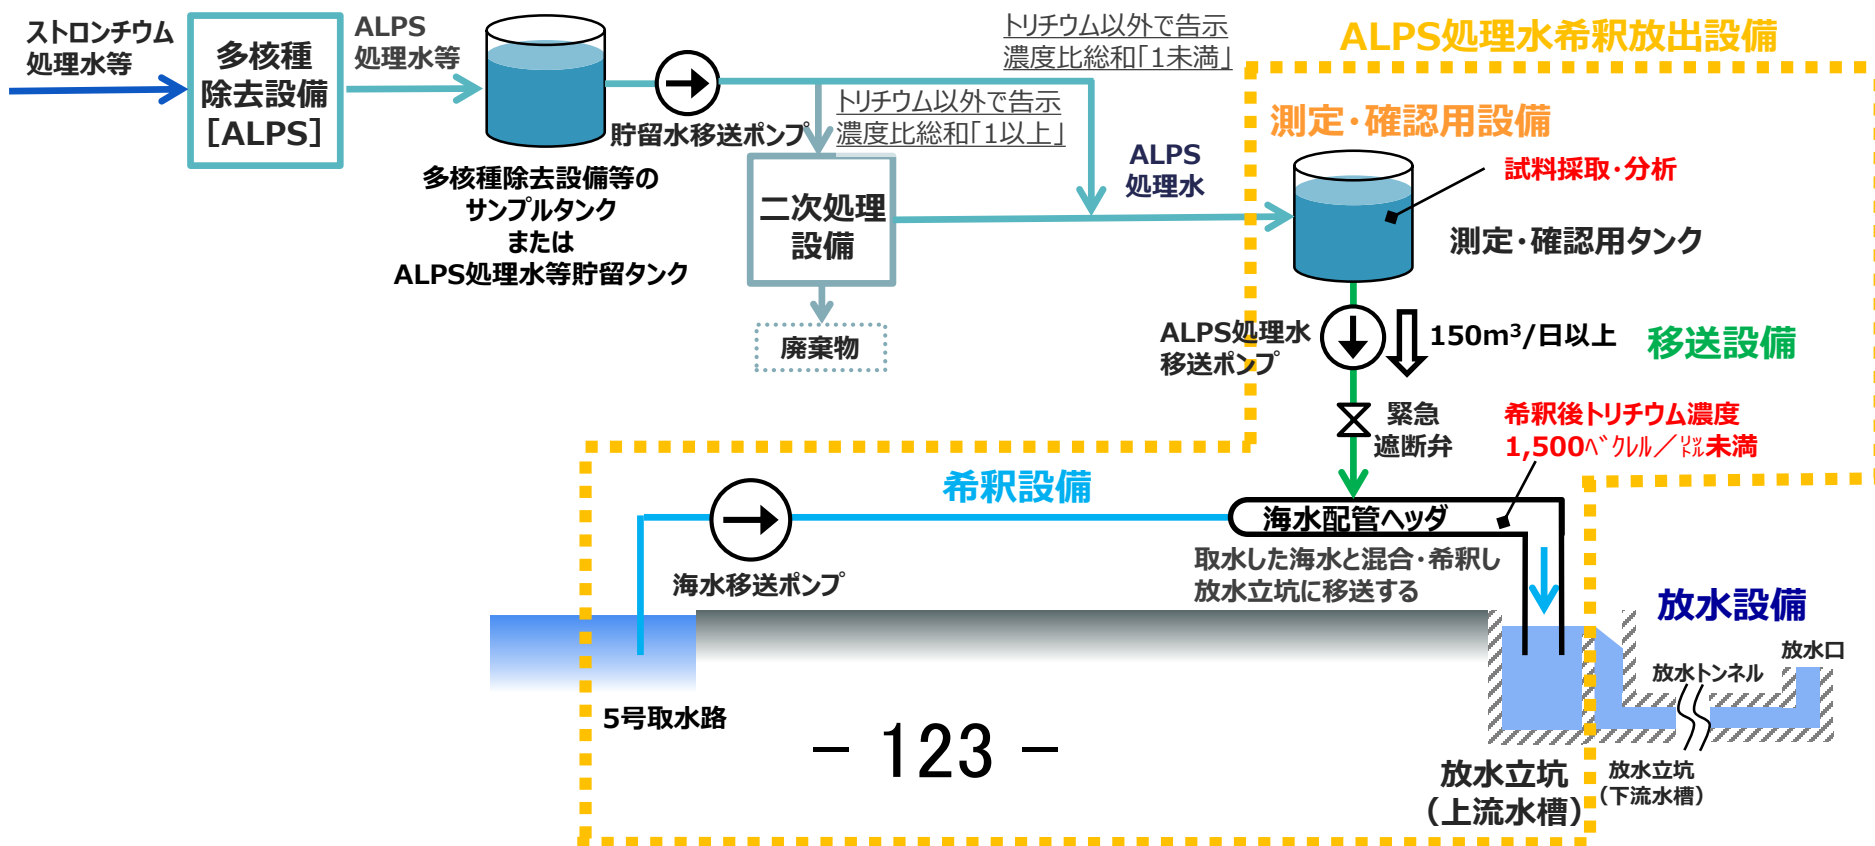 ストロンチウム
処理水等
多核種
除去設備
[ALPS]
ALPS
処理水等
貯留水移送ポンプ
多核種除去設備等の
サンプルタンク
または
ALPS処理水等貯留タンク
トリチウム以外で告示
濃度比総和「1未満」
トリチウム以外で告示
濃度比総和「1以上」
二次処理
設備
廃棄物
ALPS
処理水
ALPS処理水希釈放出設備
測定・確認用設備
試料採取・分析
測定・確認用タンク
ALPS処理水
移送ポンプ
150m³/日以上
移送設備
緊急
遮断弁
希釈後トリチウム濃度
1,500ベクレル/リットル未満
希釈設備
海水移送ポンプ
海水配管ヘッダ
取水した海水と混合・希釈し
放水立坑に移送する
5号取水路
放水設備
放水口
放水トンネル
放水立坑
(上流水槽)
放水立坑
(下流水槽)
- 123 -